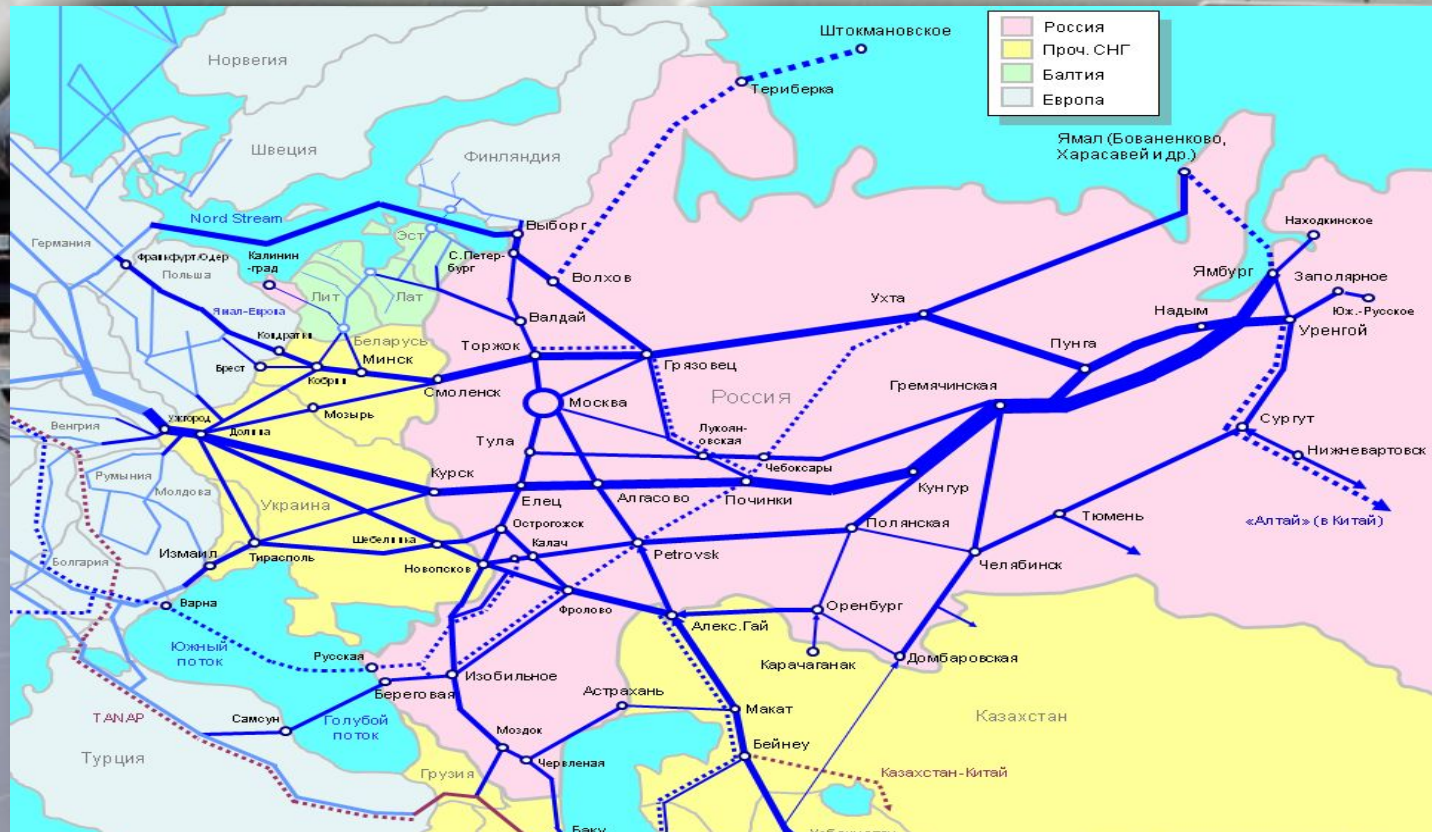 Россия
Проч. СНГ
Балтия
Европа
Штокмановское
Териберка
Норвегия
Швеция
Финляндия
Ямал (Бованенково,
Харасавей и др.)
Находкинское
Nord Stream
Выборг
Эст
Германия
Франкфурт/Одер
Польша
Калинин
-град
С.Петер-
бург
Волхов
Ямбург
Заполярное
Юж.-Русское
Лит
Лат
Ямал-Европа
Валдай
Ухта
Надым
Уренгой
Кондратки
Беларусь
Торжок
Пунга
Брест
Кобрин
Минск
Смоленск
Грязовец
Гремячинская
Мозырь
Москва
Россия
Ужгород
Долина
Венгрия
Тула
Лукоян-
овская
Чебоксары
Сургут
Нижневартовск
Румыния
Молдова
Курск
Украина
Елец
Алгасово
Починки
Кунгур
«Алтай» (в Китай)
Острогожск
Полянская
Тюмень
Шебелинка
Калач
Petrovsk
Измаил
Тирасполь
Новопсков
Челябинск
Болгария
Варна
Фролово
Алекс.Гай
Оренбург
Южный
поток
Русская
Карачаганак
Домбаровская
Изобильное
Береговая
Астрахань
TANAP
Самсун
Голубой
поток
Макат
Казахстан
Моздок
Бейнеу
Турция
Червленая
Грузия
Казахстан-Китай
Баку